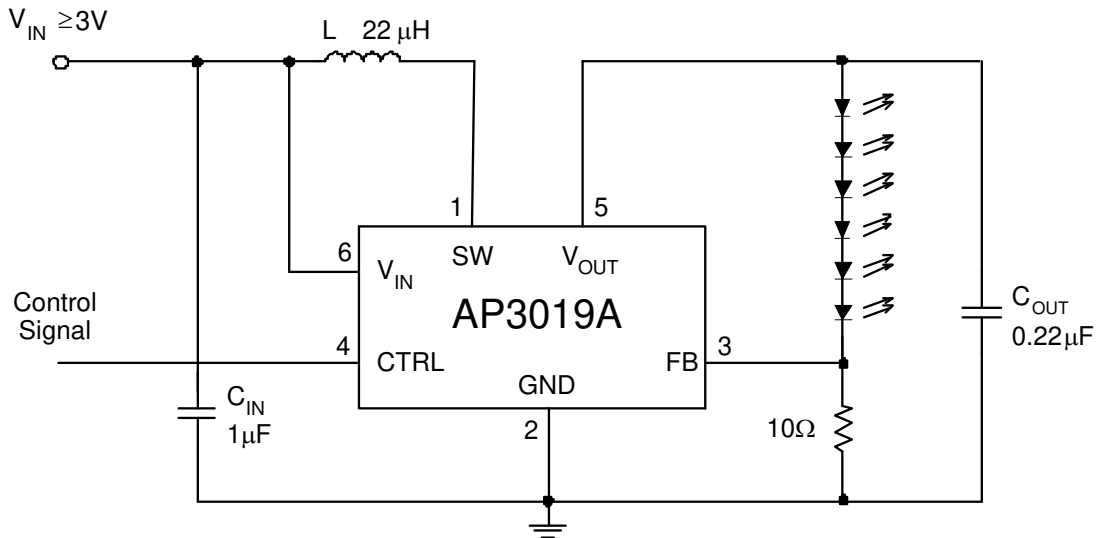 V_IN ≥3V
L 22 μH
1
5
6
V_IN
SW
V_OUT
AP3019A
Control
Signal
4
CTRL
FB
3
GND
2
C_IN
1μF
10Ω
C_OUT
0.22μF